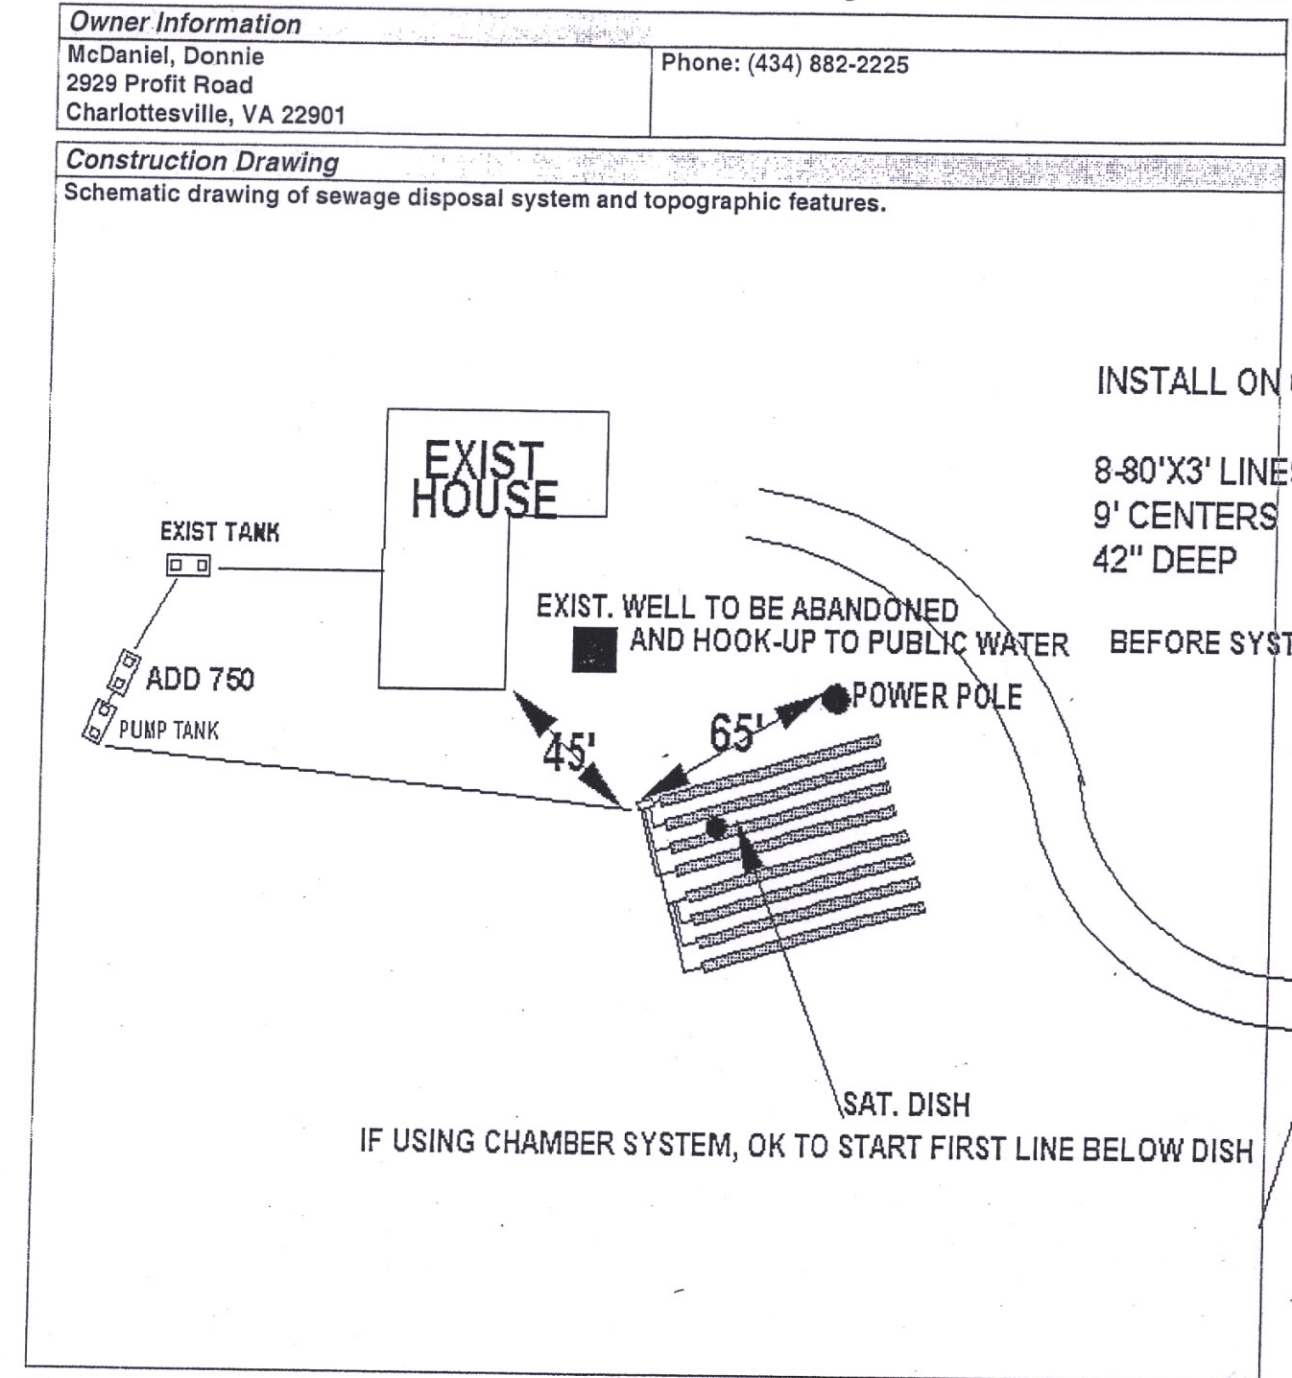 Owner Information
McDaniel, Donnie
2929 Profit Road
Charlottesville, VA 22901
Phone: (434) 882-2225
Construction Drawing
Schematic drawing of sewage disposal system and topographic features.
INSTALL ON
8-80'X3' LINES
9' CENTERS
42" DEEP
EXIST
HOUSE
EXIST TANK
EXIST. WELL TO BE ABANDONED
AND HOOK-UP TO PUBLIC WATER BEFORE SYST
ADD 750
PUMP TANK
POWER POLE
45'
65'
SAT. DISH
IF USING CHAMBER SYSTEM, OK TO START FIRST LINE BELOW DISH